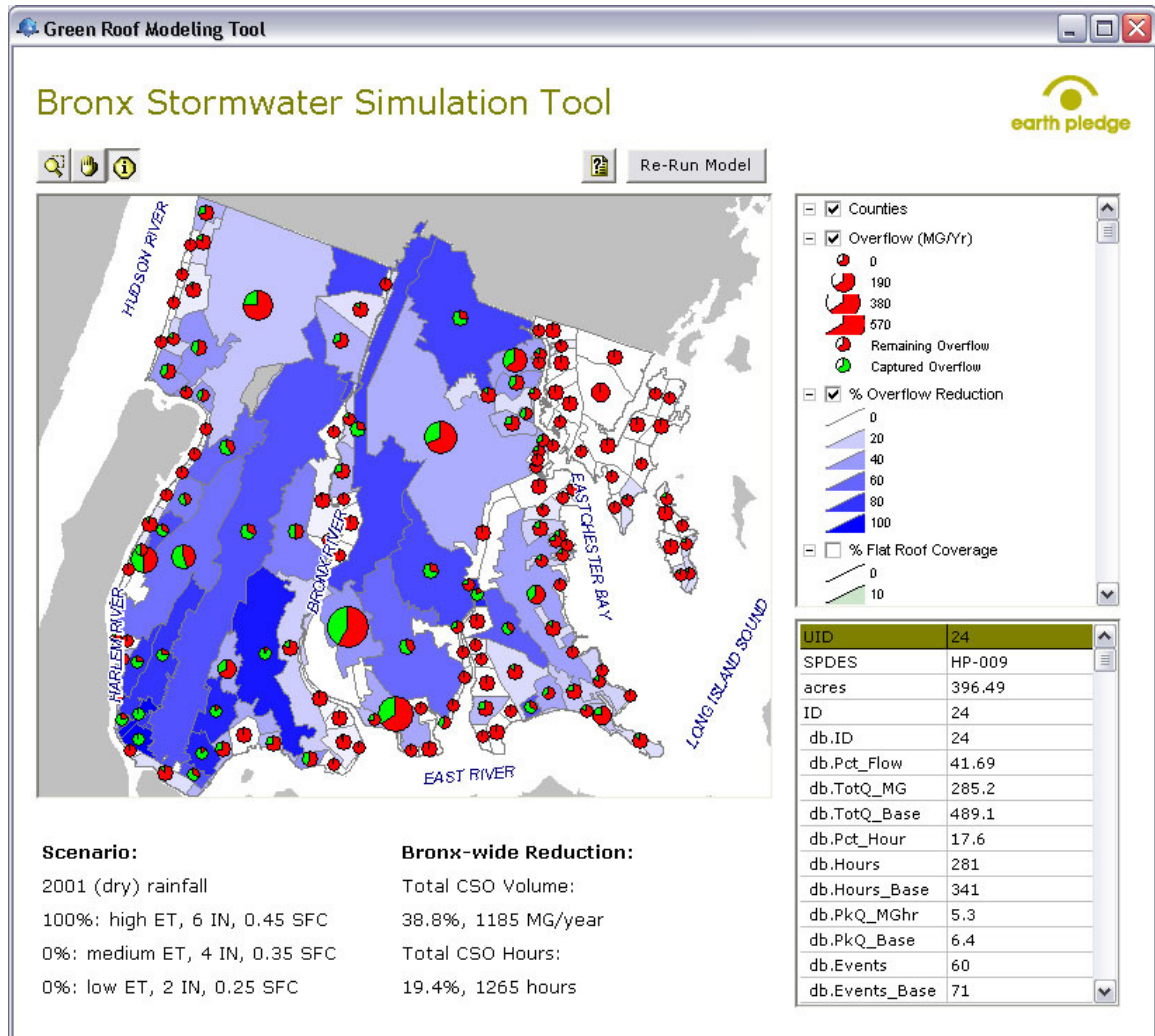 Green Roof Modeling Tool
Bronx Stormwater Simulation Tool
earth pledge
Re-Run Model
HUDSON RIVER
HARLEM RIVER
BRONX RIVER
EASTCHESTER BAY
LONG ISLAND SOUND
EAST RIVER
Counties
Overflow (MG/Yr)
0
190
380
570
Remaining Overflow
Captured Overflow
% Overflow Reduction
0
20
40
60
80
100
% Flat Roof Coverage
0
10
UID 24
SPDES HP-009
acres 396.49
ID 24
db.ID 24
db.Pct_Flow 41.69
db.TotQ_MG 285.2
db.TotQ_Base 489.1
db.Pct_Hour 17.6
db.Hours 281
db.Hours_Base 341
db.PkQ_MGhr 5.3
db.PkQ_Base 6.4
db.Events 60
db.Events_Base 71
Scenario:
2001 (dry) rainfall
100%: high ET, 6 IN, 0.45 SFC
0%: medium ET, 4 IN, 0.35 SFC
0%: low ET, 2 IN, 0.25 SFC
Bronx-wide Reduction:
Total CSO Volume:
38.8%, 1185 MG/year
Total CSO Hours:
19.4%, 1265 hours